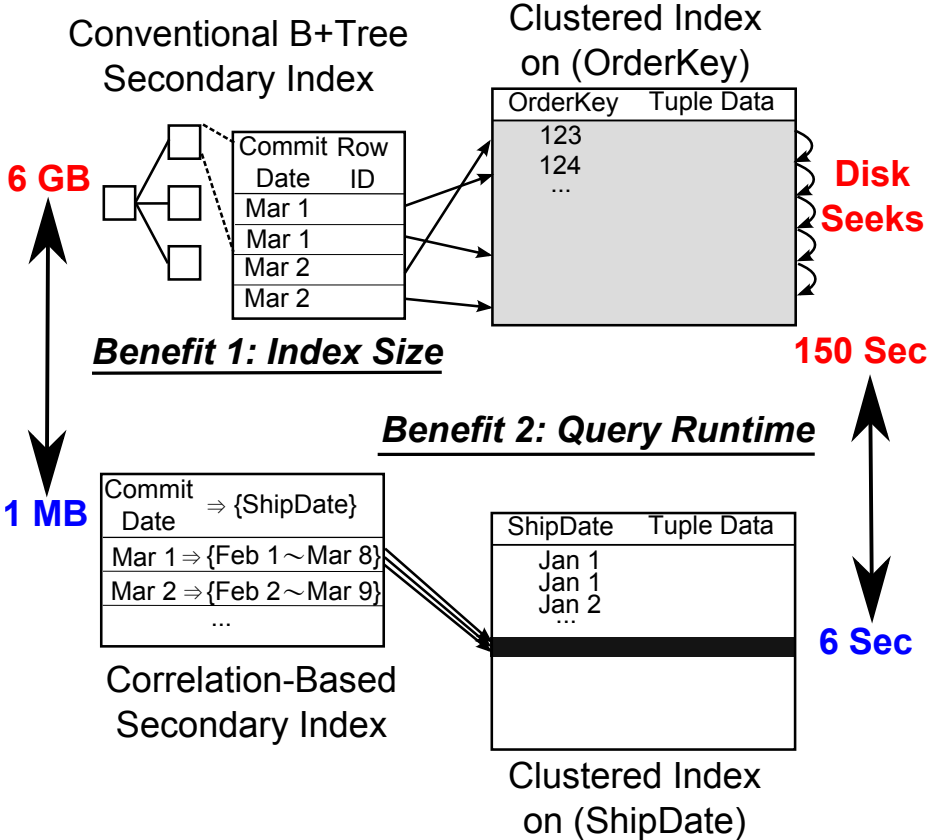 Conventional B+Tree
Secondary Index
Clustered Index
on (OrderKey)
6 GB
Commit Row
Date ID
Mar 1
Mar 1
Mar 2
Mar 2
OrderKey Tuple Data
123
124
...
Disk
Seeks
Benefit 1: Index Size
150 Sec
Benefit 2: Query Runtime
1 MB
Commit
Date ⇒ {ShipDate}
Mar 1 ⇒ {Feb 1～Mar 8}
Mar 2 ⇒ {Feb 2～Mar 9}
...
Correlation-Based
Secondary Index
ShipDate Tuple Data
Jan 1
Jan 1
Jan 2
...
6 Sec
Clustered Index
on (ShipDate)